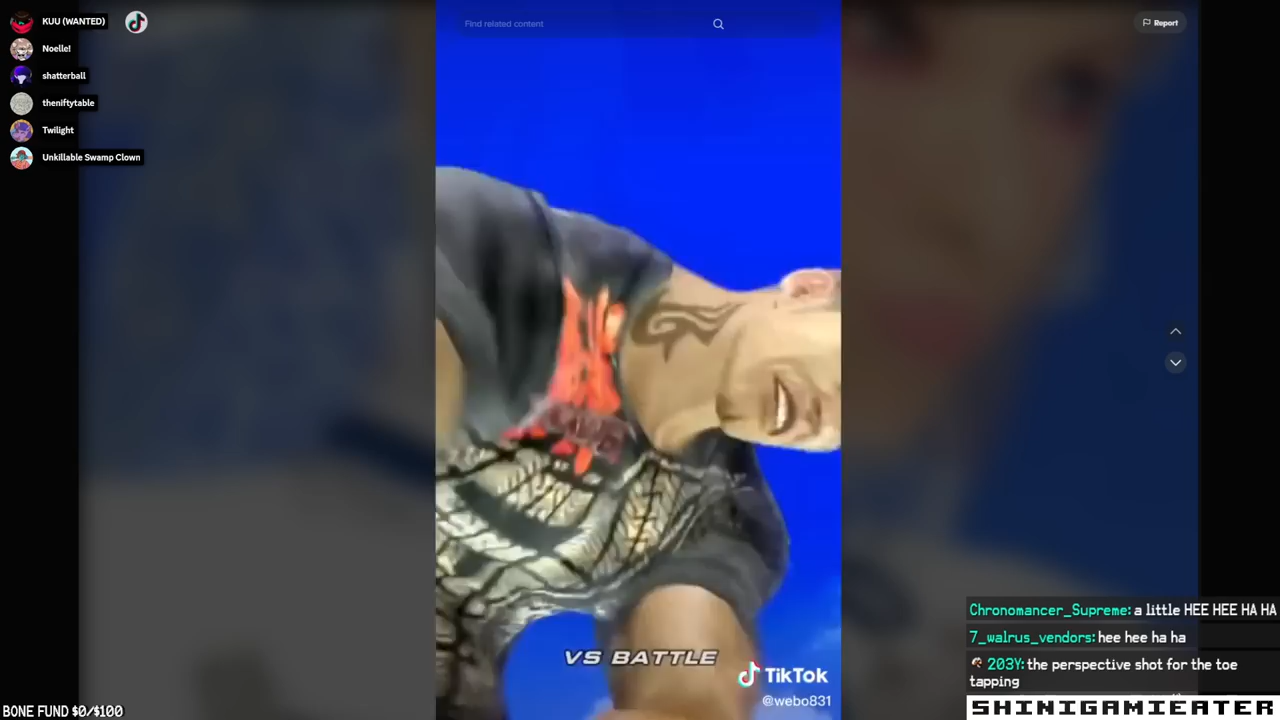 KUU (WANTED)
Noelle!
shatterball
theniftytable
Twilight
Unkillable Swamp Clown
Find related content
Report
VS BATTLE
TikTok
@webo831
Chronomancer_Supreme: a little HEE HEE HA HA
7_walrus_vendors: hee hee ha ha
203Y: the perspective shot for the toe
tapping
SHINIGAMIEATER
BONE FUND $0/$100